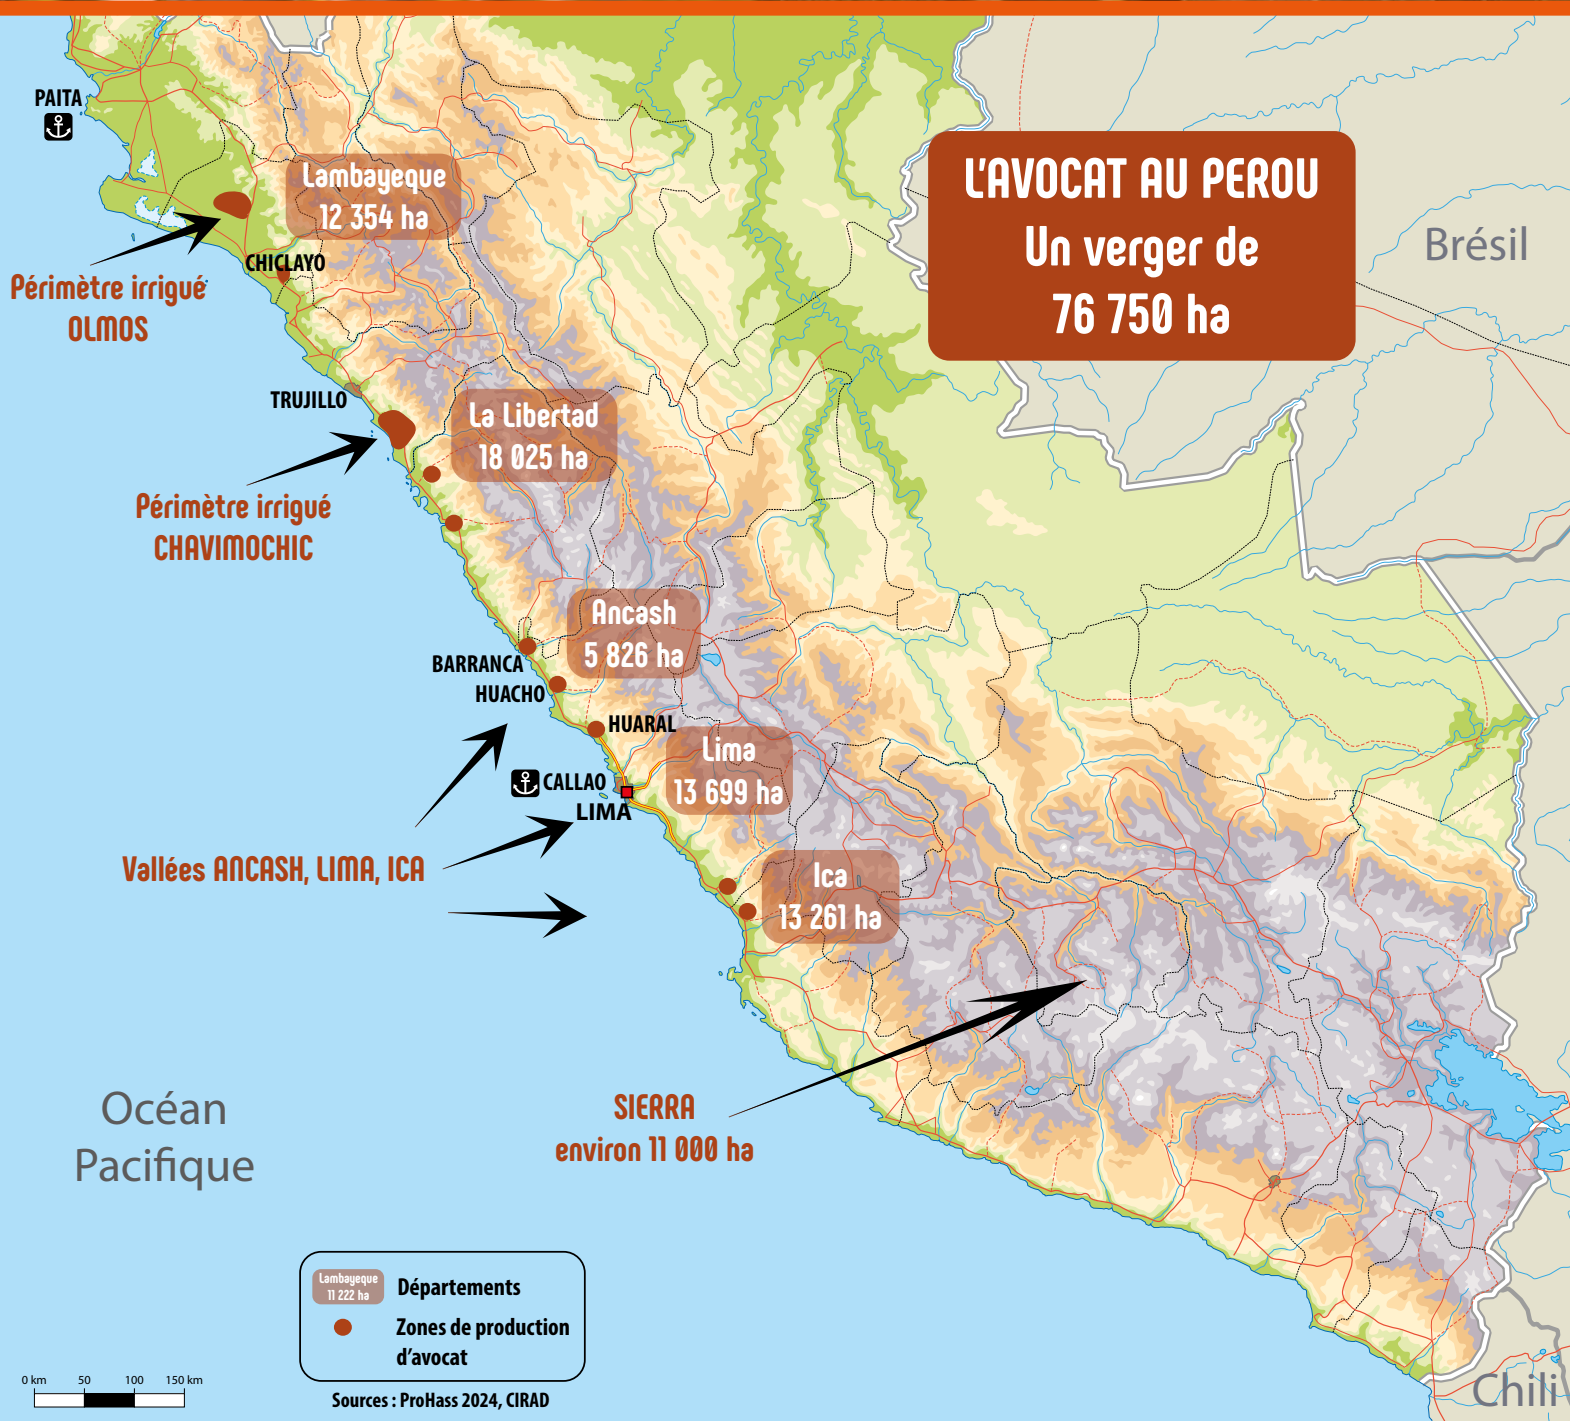 L'AVOCAT AU PEROU
Un verger de
76 750 ha
Brésil
PAITA
Lambayeque
12 354 ha
CHICLAYO
Périmètre irrigué
OLMOS
TRUJILLO
La Libertad
18 025 ha
Périmètre irrigué
CHAVIMOCHIC
Ancash
5 826 ha
BARRANCA
HUACHO
HUARAL
Lima
13 699 ha
CALLAO
LIMA
Vallées ANCASH, LIMA, ICA
Ica
13 261 ha
SIERRA
environ 11 000 ha
Océan
Pacifique
Lambayeque
11 222 ha
Départements
Zones de production
d'avocat
0 km 50 100 150 km
Sources : ProHass 2024, CIRAD
Chili